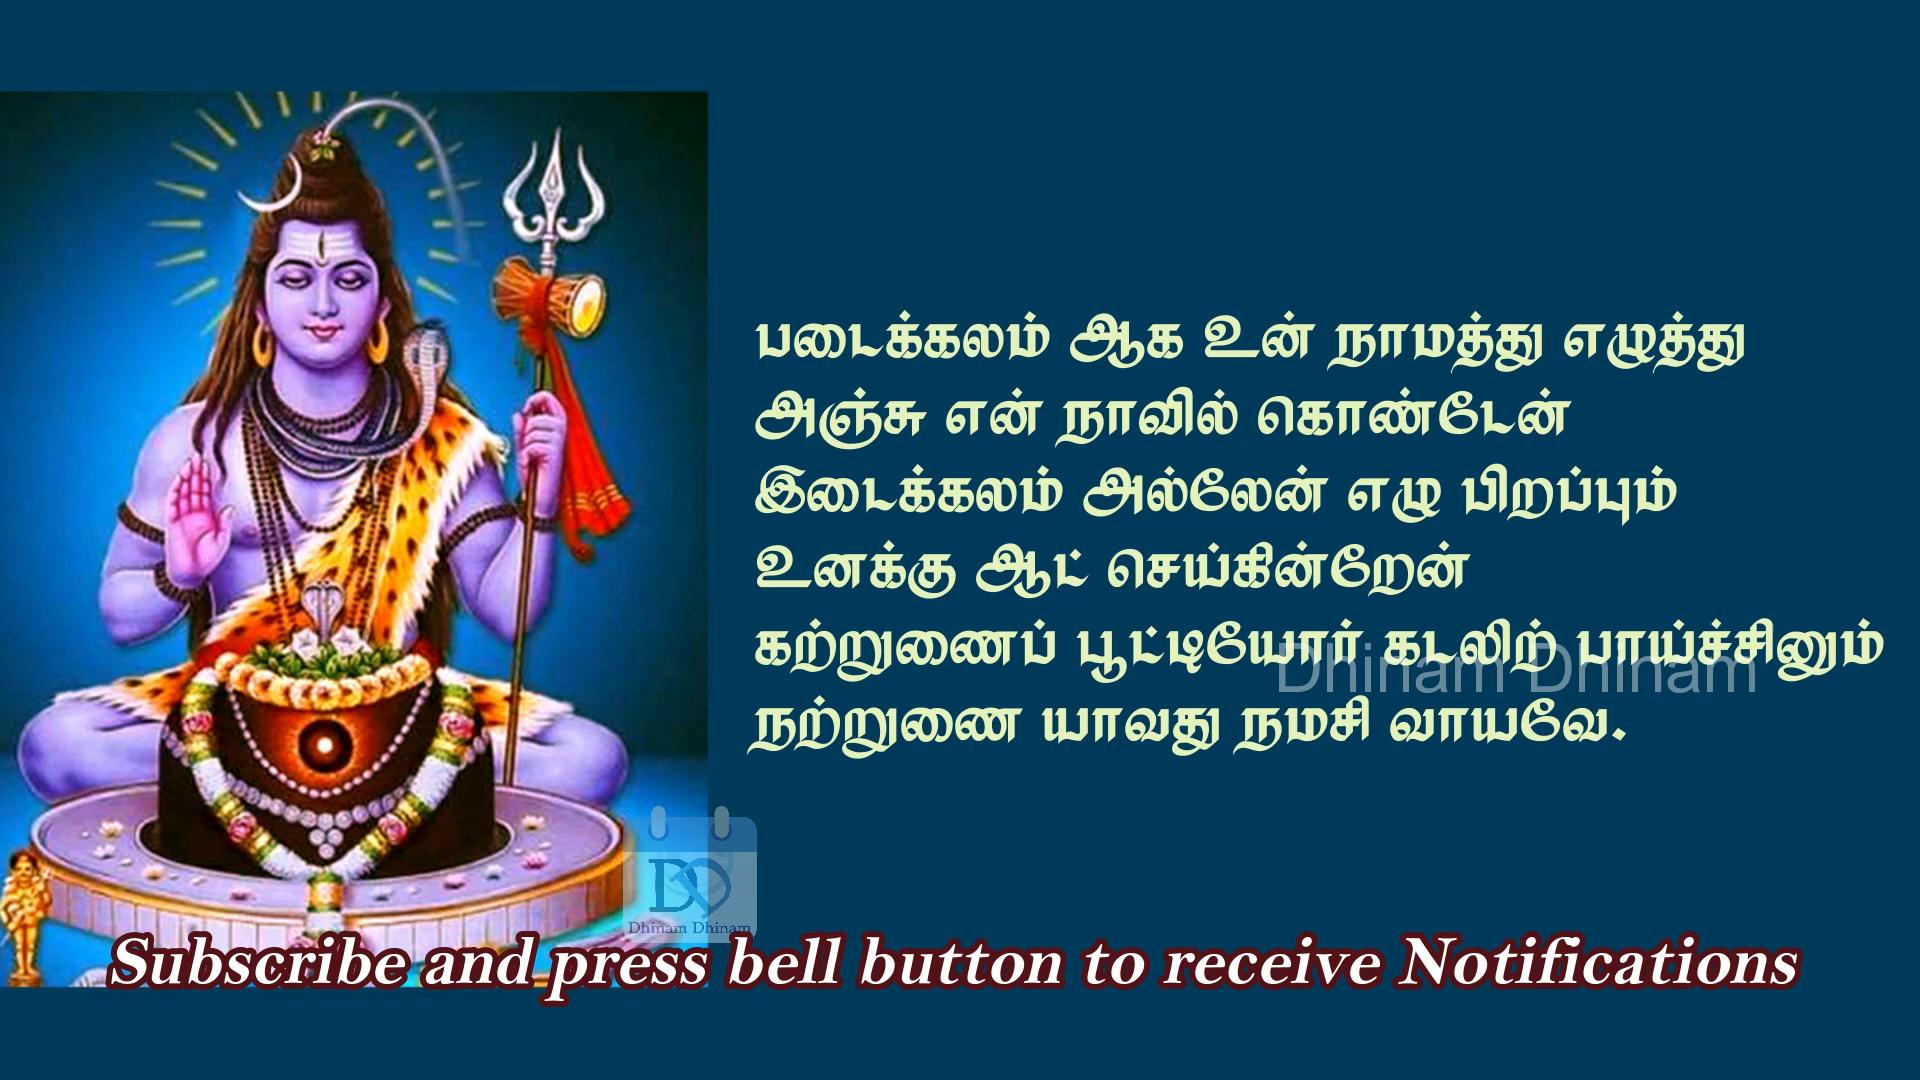 படைக்கலம் ஆக உன் நாமத்து எழுத்து
அஞ்சு என் நாவில் கொண்டேன்
இடைக்கலம் அல்லேன் எழு பிறப்பும்
உனக்கு ஆட் செய்கின்றேன்
கற்றுணைப் பூட்டியோர் கடலிற் பாய்ச்சினும்
நற்றுணை யாவது நமசி வாயவே.
Dhinam Dhinam
Dhinam Dhinam
Subscribe and press bell button to receive Notifications